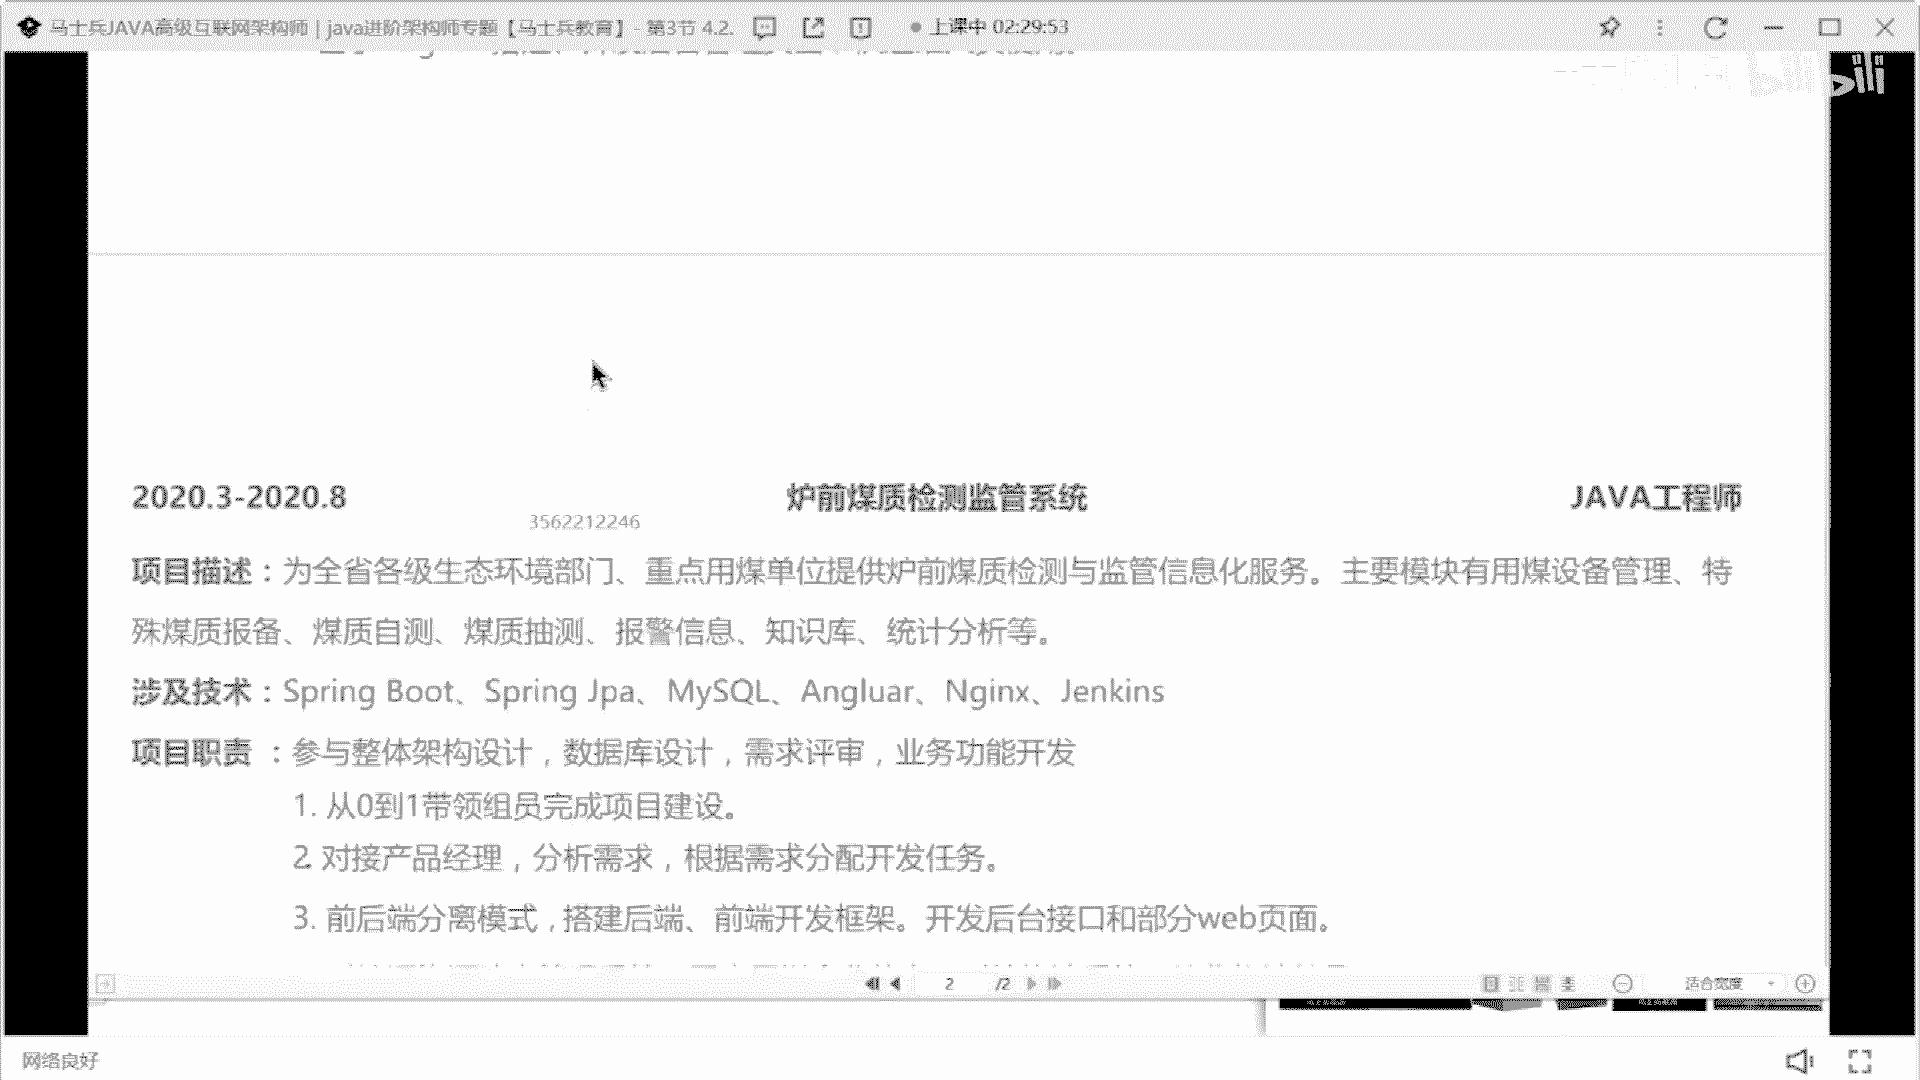 马士兵JAVA高级互联网架构师 | java进阶架构师专题【马士兵教育】- 第3节 4.2.
上课中 02:29:53
2020.3-2020.8 炉前煤质检测监管系统 JAVA工程师
3562212246
项目描述：为全省各级生态环境部门、重点用煤单位提供炉前煤质检测与监管信息化服务。主要模块有用煤设备管理、特
殊煤质报备、煤质自测、煤质抽测、报警信息、知识库、统计分析等。
涉及技术：Spring Boot、Spring Jpa、MySQL、Angluar、Nginx、Jenkins
项目职责 ：参与整体架构设计，数据库设计，需求评审，业务功能开发
1. 从0到1带领组员完成项目建设。
2. 对接产品经理，分析需求，根据需求分配开发任务。
3. 前后端分离模式，搭建后端、前端开发框架。开发后台接口和部分web页面。
2 /2 适合宽度
网络良好